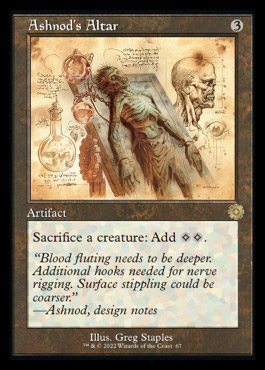 Ashnod's Altar 3
Artifact
Sacrifice a creature: Add ◇◇.
“Blood fluting needs to be deeper.
Additional hooks needed for nerve
rigging. Surface stippling could be
coarser.”
—Ashnod, design notes
Illus. Greg Staples
™ & © 2022 Wizards of the Coast 67